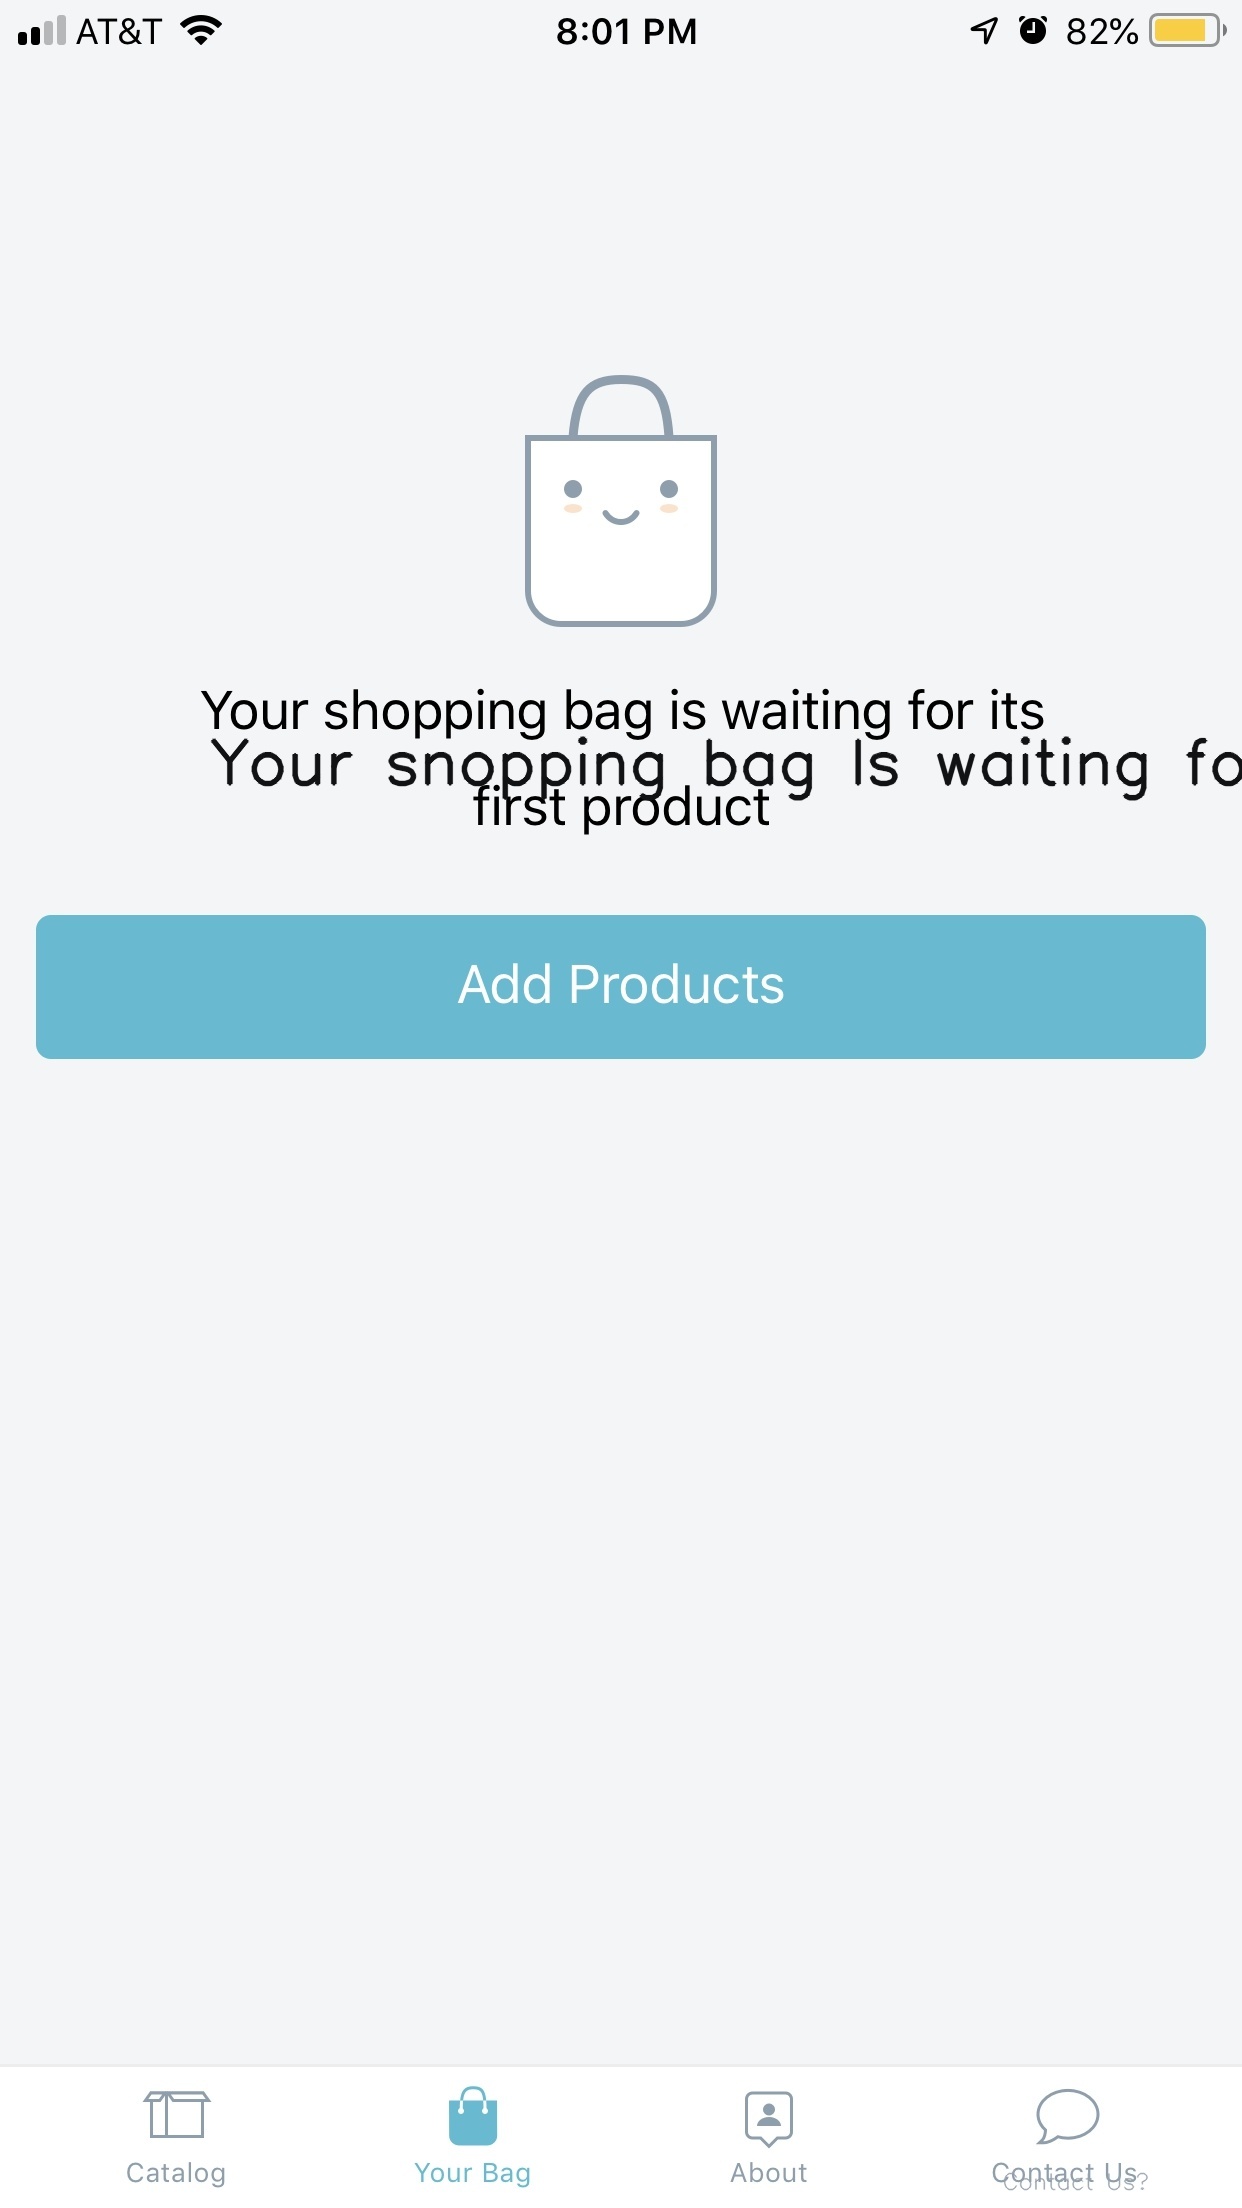 AT&T 8:01 PM 82%
Your shopping bag is waiting for its
Your snopping bag Is waiting fo
first product
Add Products
Catalog Your Bag About Contact Us
Contact Us?